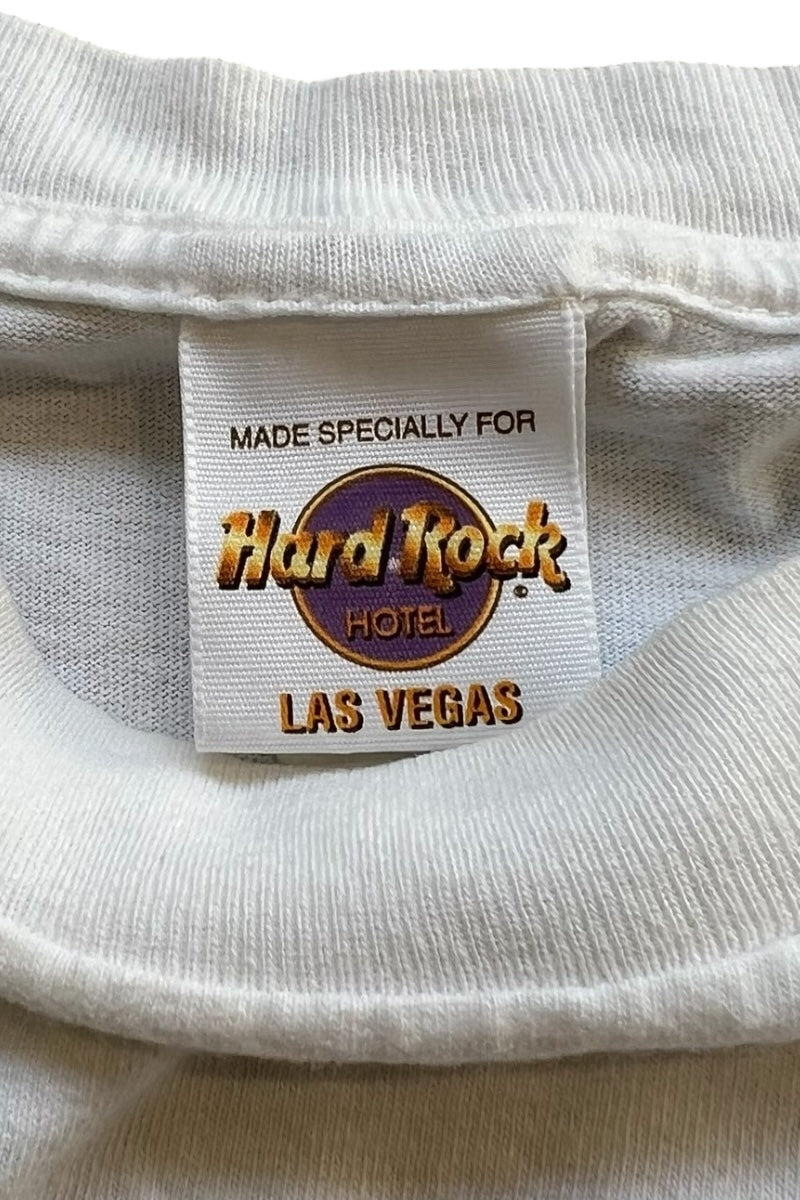 MADE SPECIALLY FOR
Hard Rock
HOTEL
LAS VEGAS